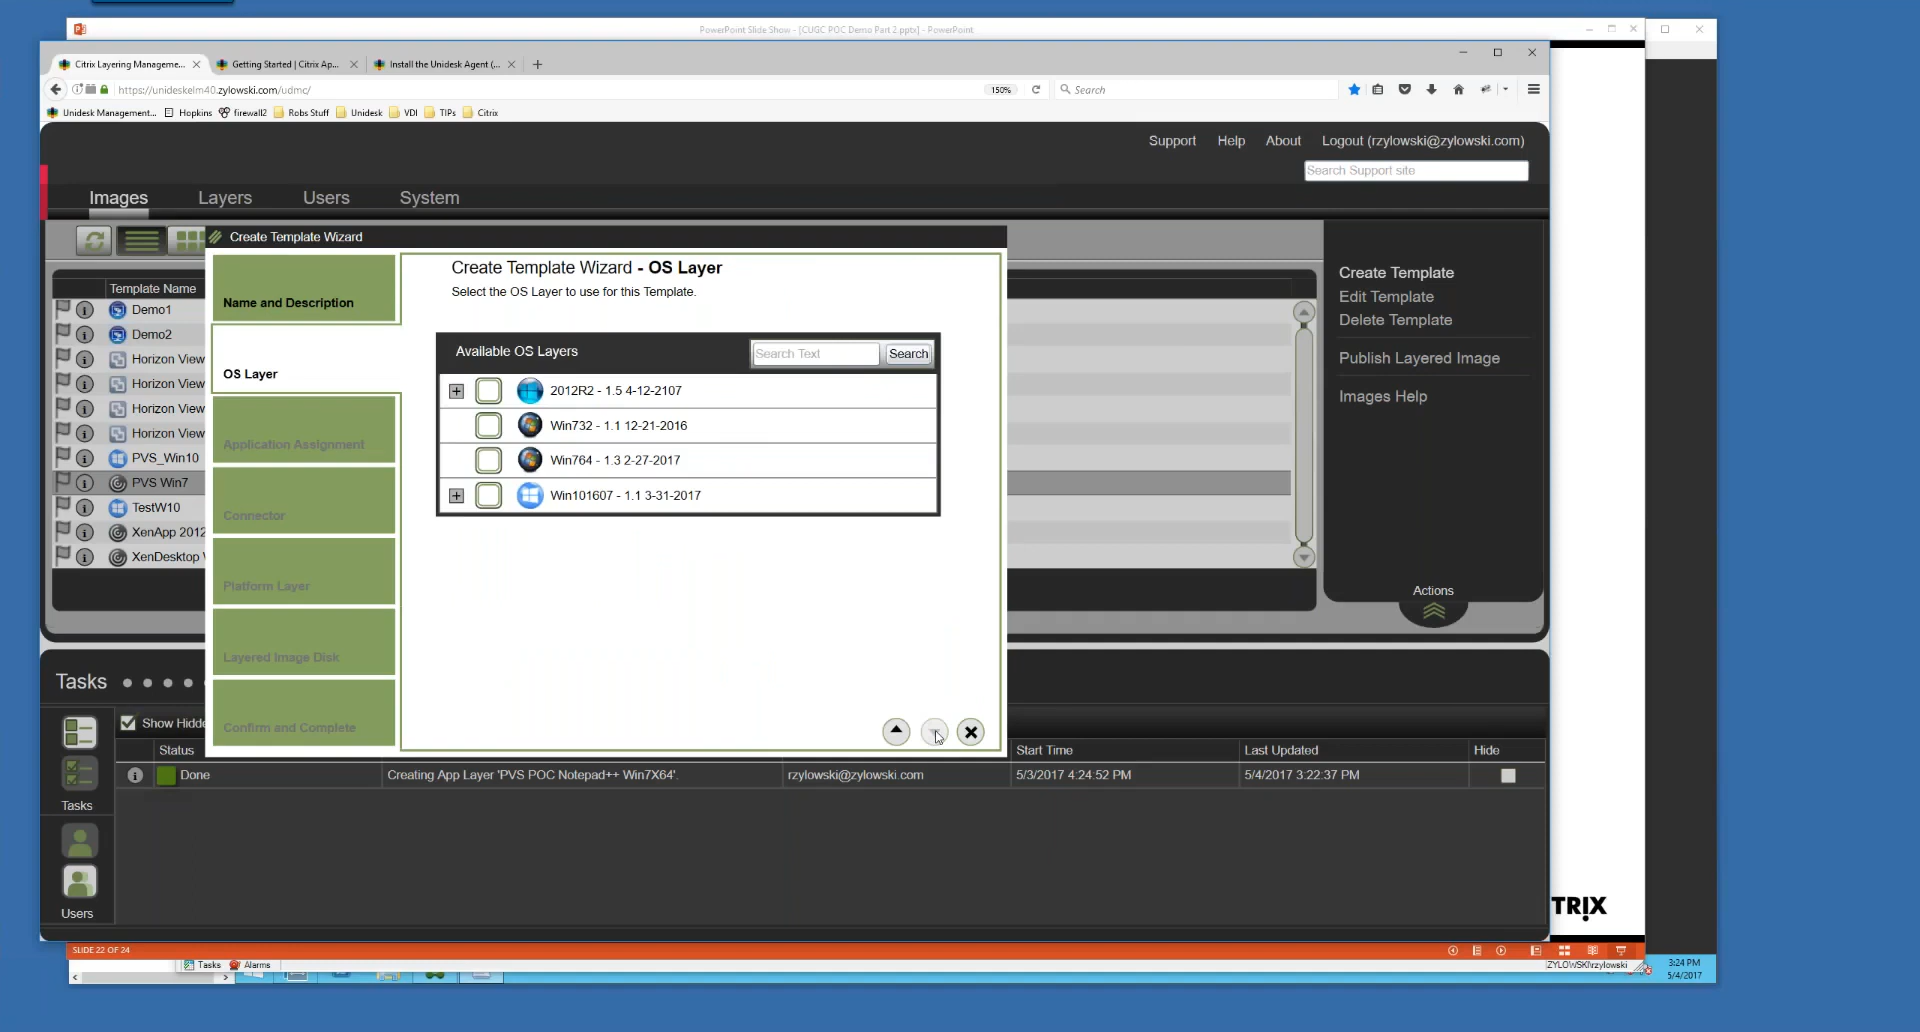 PowerPoint Slide Show - [CUGC POC Demo Part 2.pptx] - PowerPoint
Citrix Layering Manageme...
Getting Started | Citrix Ap...
Install the Unidesk Agent (...
https://unideskelm40.zylowski.com/udmc/
150%
Search
Unidesk Management...
Hopkins
firewall2
Robs Stuff
Unidesk
VDI
TIPs
Citrix
Support
Help
About
Logout (rzylowski@zylowski.com)
Search Support site
Images
Layers
Users
System
Create Template Wizard
Template Name
Demo1
Demo2
Horizon View
Horizon View
Horizon View
Horizon View
PVS_Win10
PVS Win7
TestW10
XenApp 2012
XenDesktop
Name and Description
OS Layer
Application Assignment
Connector
Platform Layer
Layered Image Disk
Confirm and Complete
Create Template Wizard - OS Layer
Select the OS Layer to use for this Template.
Available OS Layers
Search Text
Search
2012R2 - 1.5 4-12-2107
Win732 - 1.1 12-21-2016
Win764 - 1.3 2-27-2017
Win101607 - 1.1 3-31-2017
Create Template
Edit Template
Delete Template
Publish Layered Image
Images Help
Actions
Tasks
Show Hidde
Status
Start Time
Last Updated
Hide
Done
Creating App Layer 'PVS POC Notepad++ Win7X64'.
rzylowski@zylowski.com
5/3/2017 4:24:52 PM
5/4/2017 3:22:37 PM
Tasks
Users
TRIX
SLIDE 22 OF 24
Tasks
Alarms
ZYLOWSKI\rzylowski
3:24 PM
5/4/2017